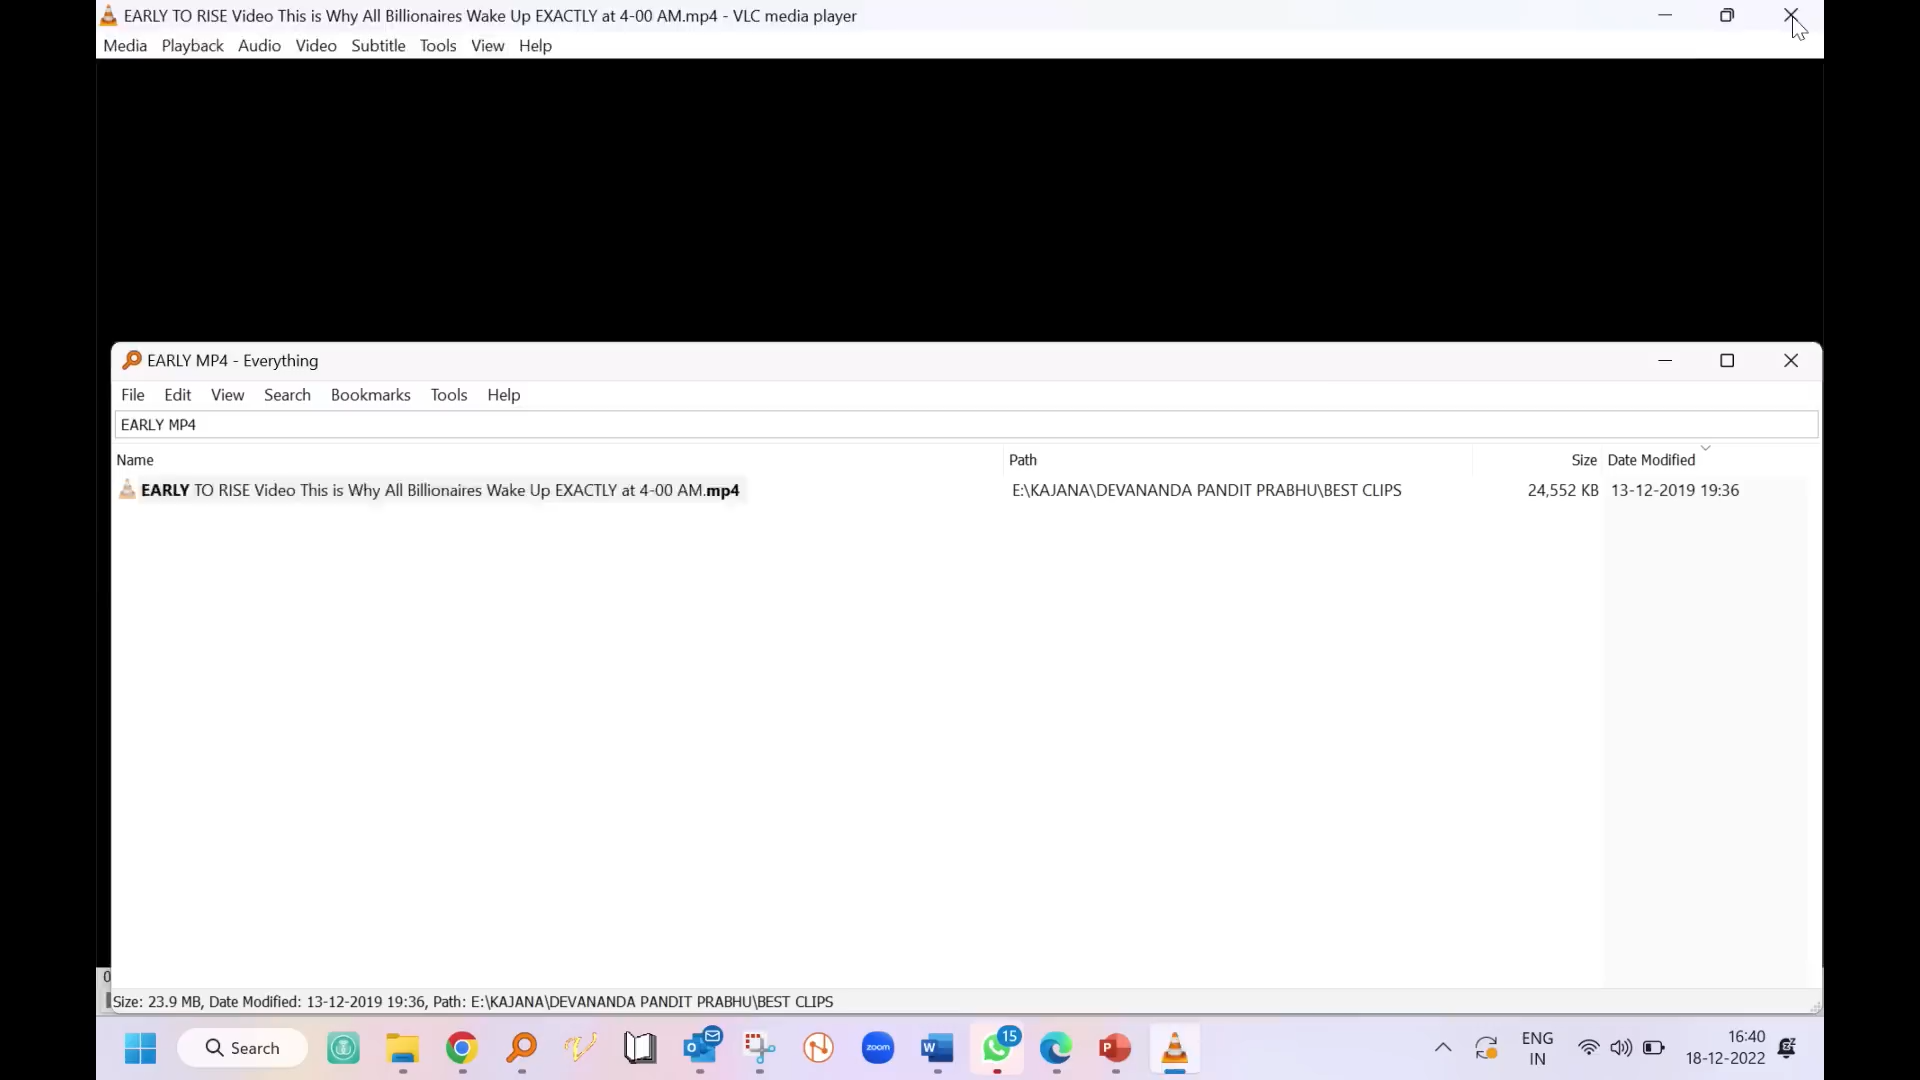 EARLY TO RISE Video This is Why All Billionaires Wake Up EXACTLY at 4-00 AM.mp4 - VLC media player
Media Playback Audio Video Subtitle Tools View Help
EARLY MP4 - Everything
File Edit View Search Bookmarks Tools Help
EARLY MP4
Name Path Size Date Modified
EARLY TO RISE Video This is Why All Billionaires Wake Up EXACTLY at 4-00 AM.mp4 E:\KAJANA\DEVANANDA PANDIT PRABHU\BEST CLIPS 24,552 KB 13-12-2019 19:36
Size: 23.9 MB, Date Modified: 13-12-2019 19:36, Path: E:\KAJANA\DEVANANDA PANDIT PRABHU\BEST CLIPS
Search zoom 15 ENG 16:40
IN 18-12-2022